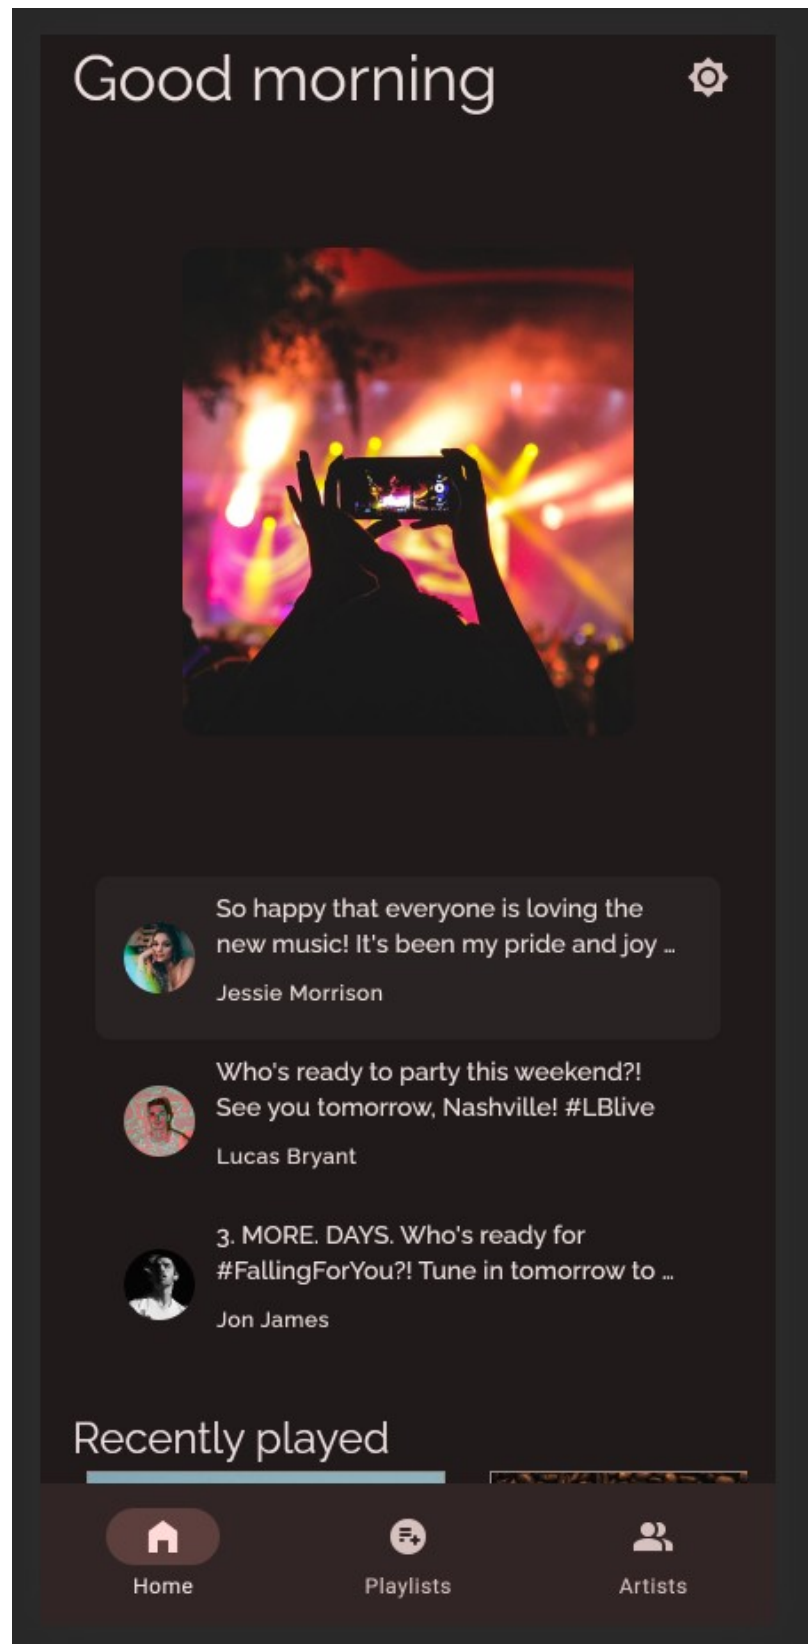 Good morning
So happy that everyone is loving the
new music! It's been my pride and joy ...
Jessie Morrison
Who's ready to party this weekend?!
See you tomorrow, Nashville! #LBlive
Lucas Bryant
3. MORE. DAYS. Who's ready for
#FallingForYou?! Tune in tomorrow to ...
Jon James
Recently played
Home
Playlists
Artists